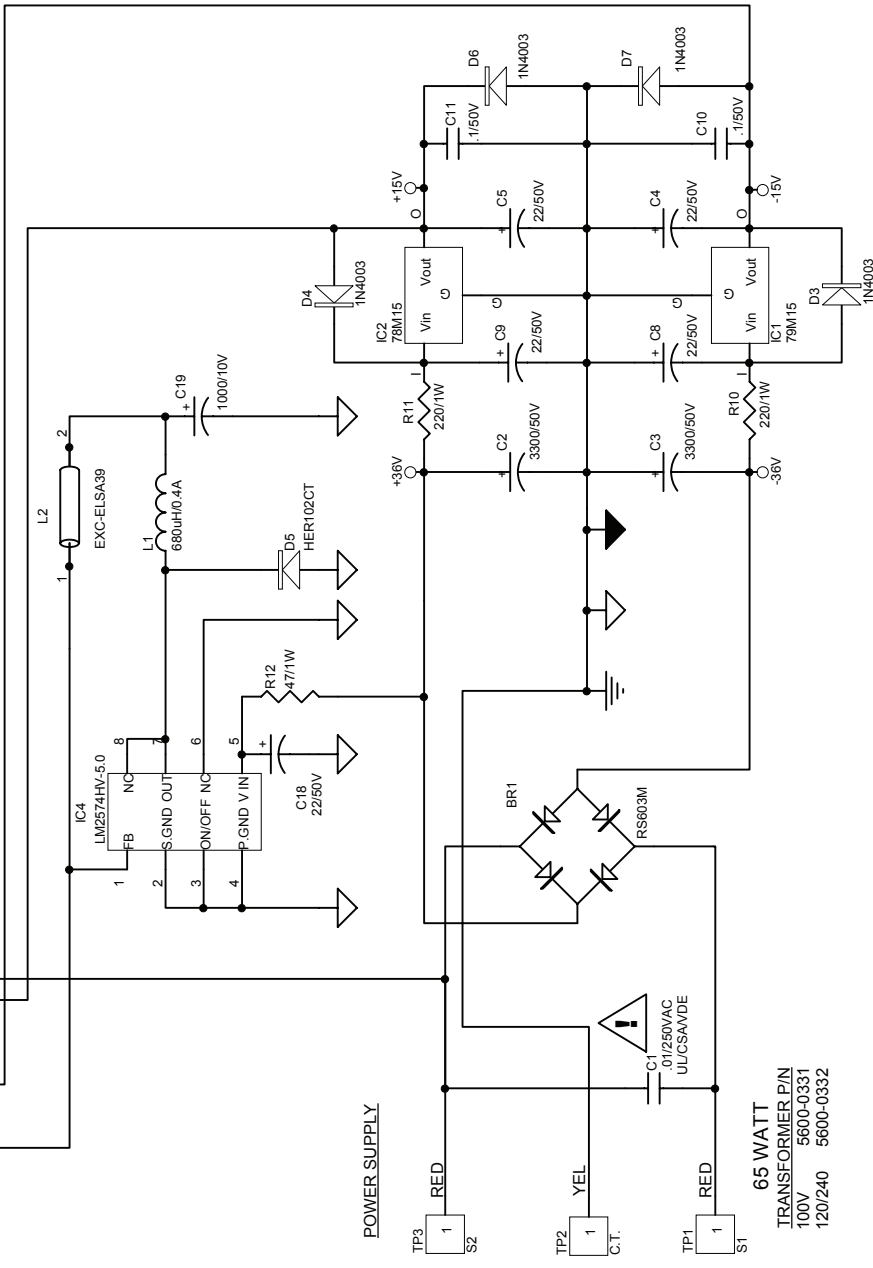 POWER SUPPLY
TP3
1
S2
RED
TP2
1
C.T.
YEL
TP1
1
S1
RED
65 WATT
TRANSFORMER P/N
100V 5600-0331
120/240 5600-0332
C1
.01/250VAC
UL/CSA/VDE
!
BR1
RS603M
IC4
LM2574HV-5.0
1
FB
NC
8
2
S.GND
OUT
7
3
ON/OFF
NC
6
4
P.GND
V IN
5
C18
+
22/50V
R12
47/1W
L2
1
2
EXC-ELSA39
L1
680uH/0.4A
D5
HER102CT
C19
+
1000/10V
+36V
C2
+
3300/50V
C3
+
3300/50V
-36V
R11
220/1W
R10
220/1W
I
I
C9
+
22/50V
C8
+
22/50V
D4
1N4003
IC2
78M15
Vin
Vout
G
G
IC1
79M15
Vin
Vout
G
G
D3
1N4003
O
O
+15V
-15V
C5
+
22/50V
C4
+
22/50V
C11
.1/50V
C10
.1/50V
D6
1N4003
D7
1N4003